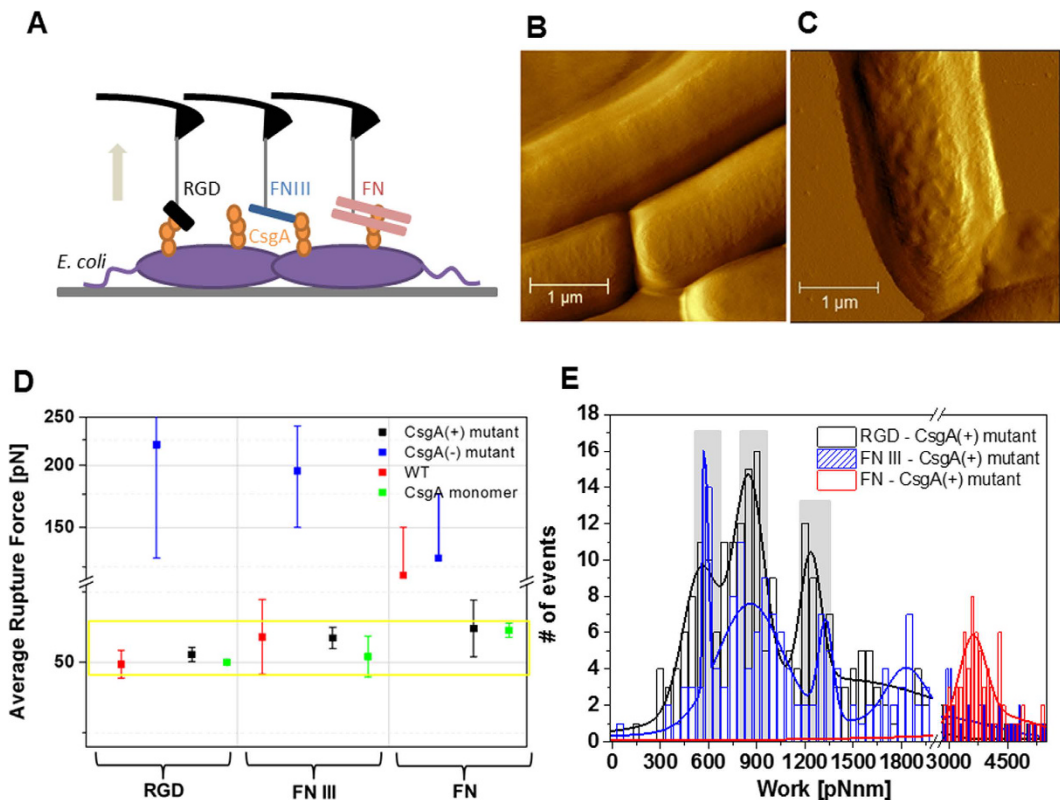 A
RGD
FNIII
FN
CsgA
E. coli
B
1 µm
C
1 µm
D
Average Rupture Force [pN]
250
200
150
50
CsgA(+) mutant
CsgA(-) mutant
WT
CsgA monomer
RGD
FN III
FN
E
# of events
18
16
14
12
10
8
6
4
2
0
RGD - CsgA(+) mutant
FN III - CsgA(+) mutant
FN - CsgA(+) mutant
0 300 600 900 1200 1500 1800 3000 4500
Work [pNnm]